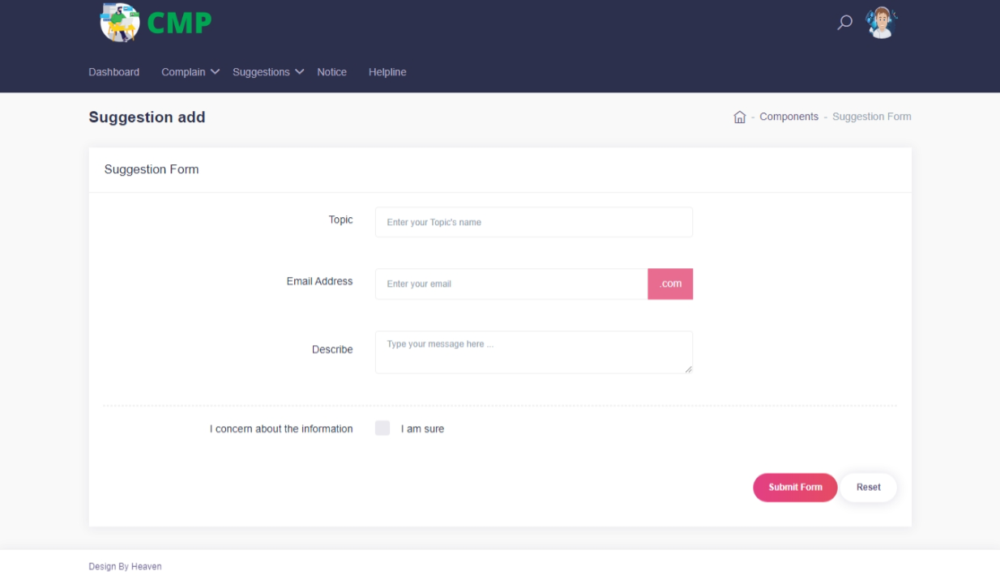 CMP
Dashboard Complain Suggestions Notice Helpline
Suggestion add
- Components - Suggestion Form
Suggestion Form
Topic Enter your Topic's name
Email Address Enter your email .com
Describe Type your message here ...
I concern about the information I am sure
Submit Form Reset
Design By Heaven